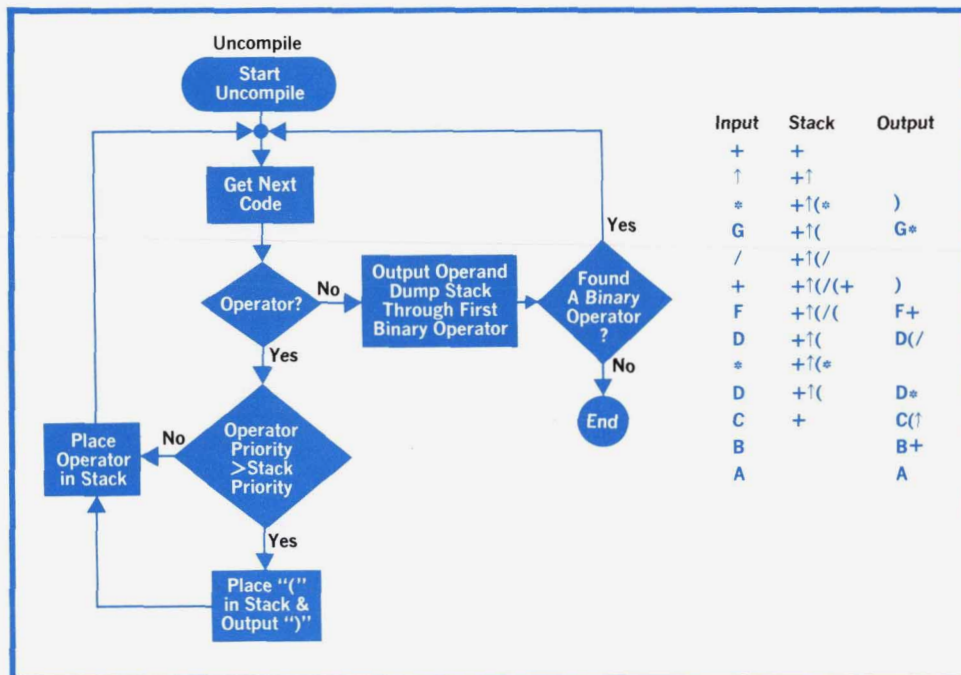 Uncompile
Start
Uncompile
Get Next
Code
Operator?
No
Yes
Output Operand
Dump Stack
Through First
Binary Operator
Found
A Binary
Operator
?
Yes
No
End
Operator
Priority
>Stack
Priority
No
Yes
Place
Operator
in Stack
Place "("
in Stack &
Output ")"
Input Stack Output
+ +
↑ +↑
* +↑(* )
G +↑( G*
/ +↑(/
+ +↑(/(+ )
F +↑(/( F+
D +↑( D(/
* +↑(*
D +↑( D*
C + C(↑
B B+
A A